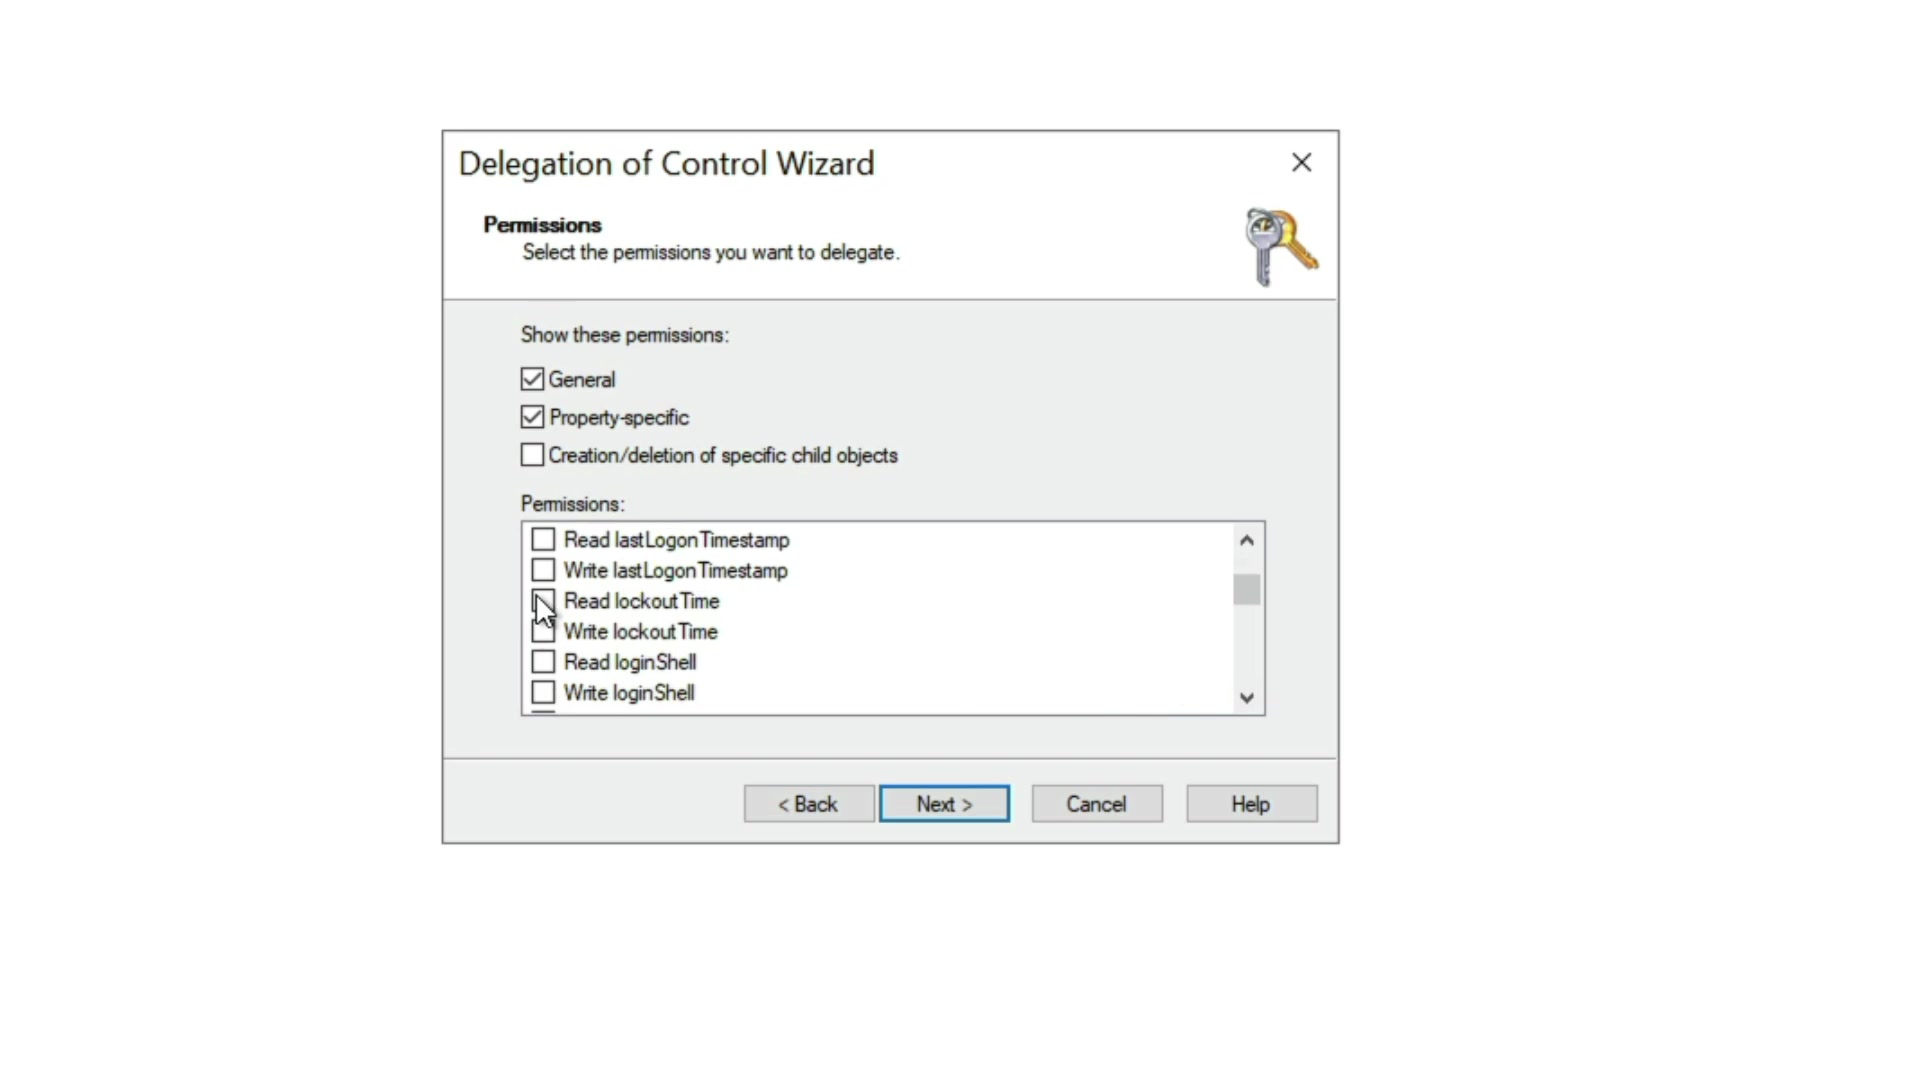 Delegation of Control Wizard
Permissions
Select the permissions you want to delegate.
Show these permissions:
General
Property-specific
Creation/deletion of specific child objects
Permissions:
Read lastLogonTimestamp
Write lastLogonTimestamp
Read lockoutTime
Write lockoutTime
Read loginShell
Write loginShell
< Back Next > Cancel Help